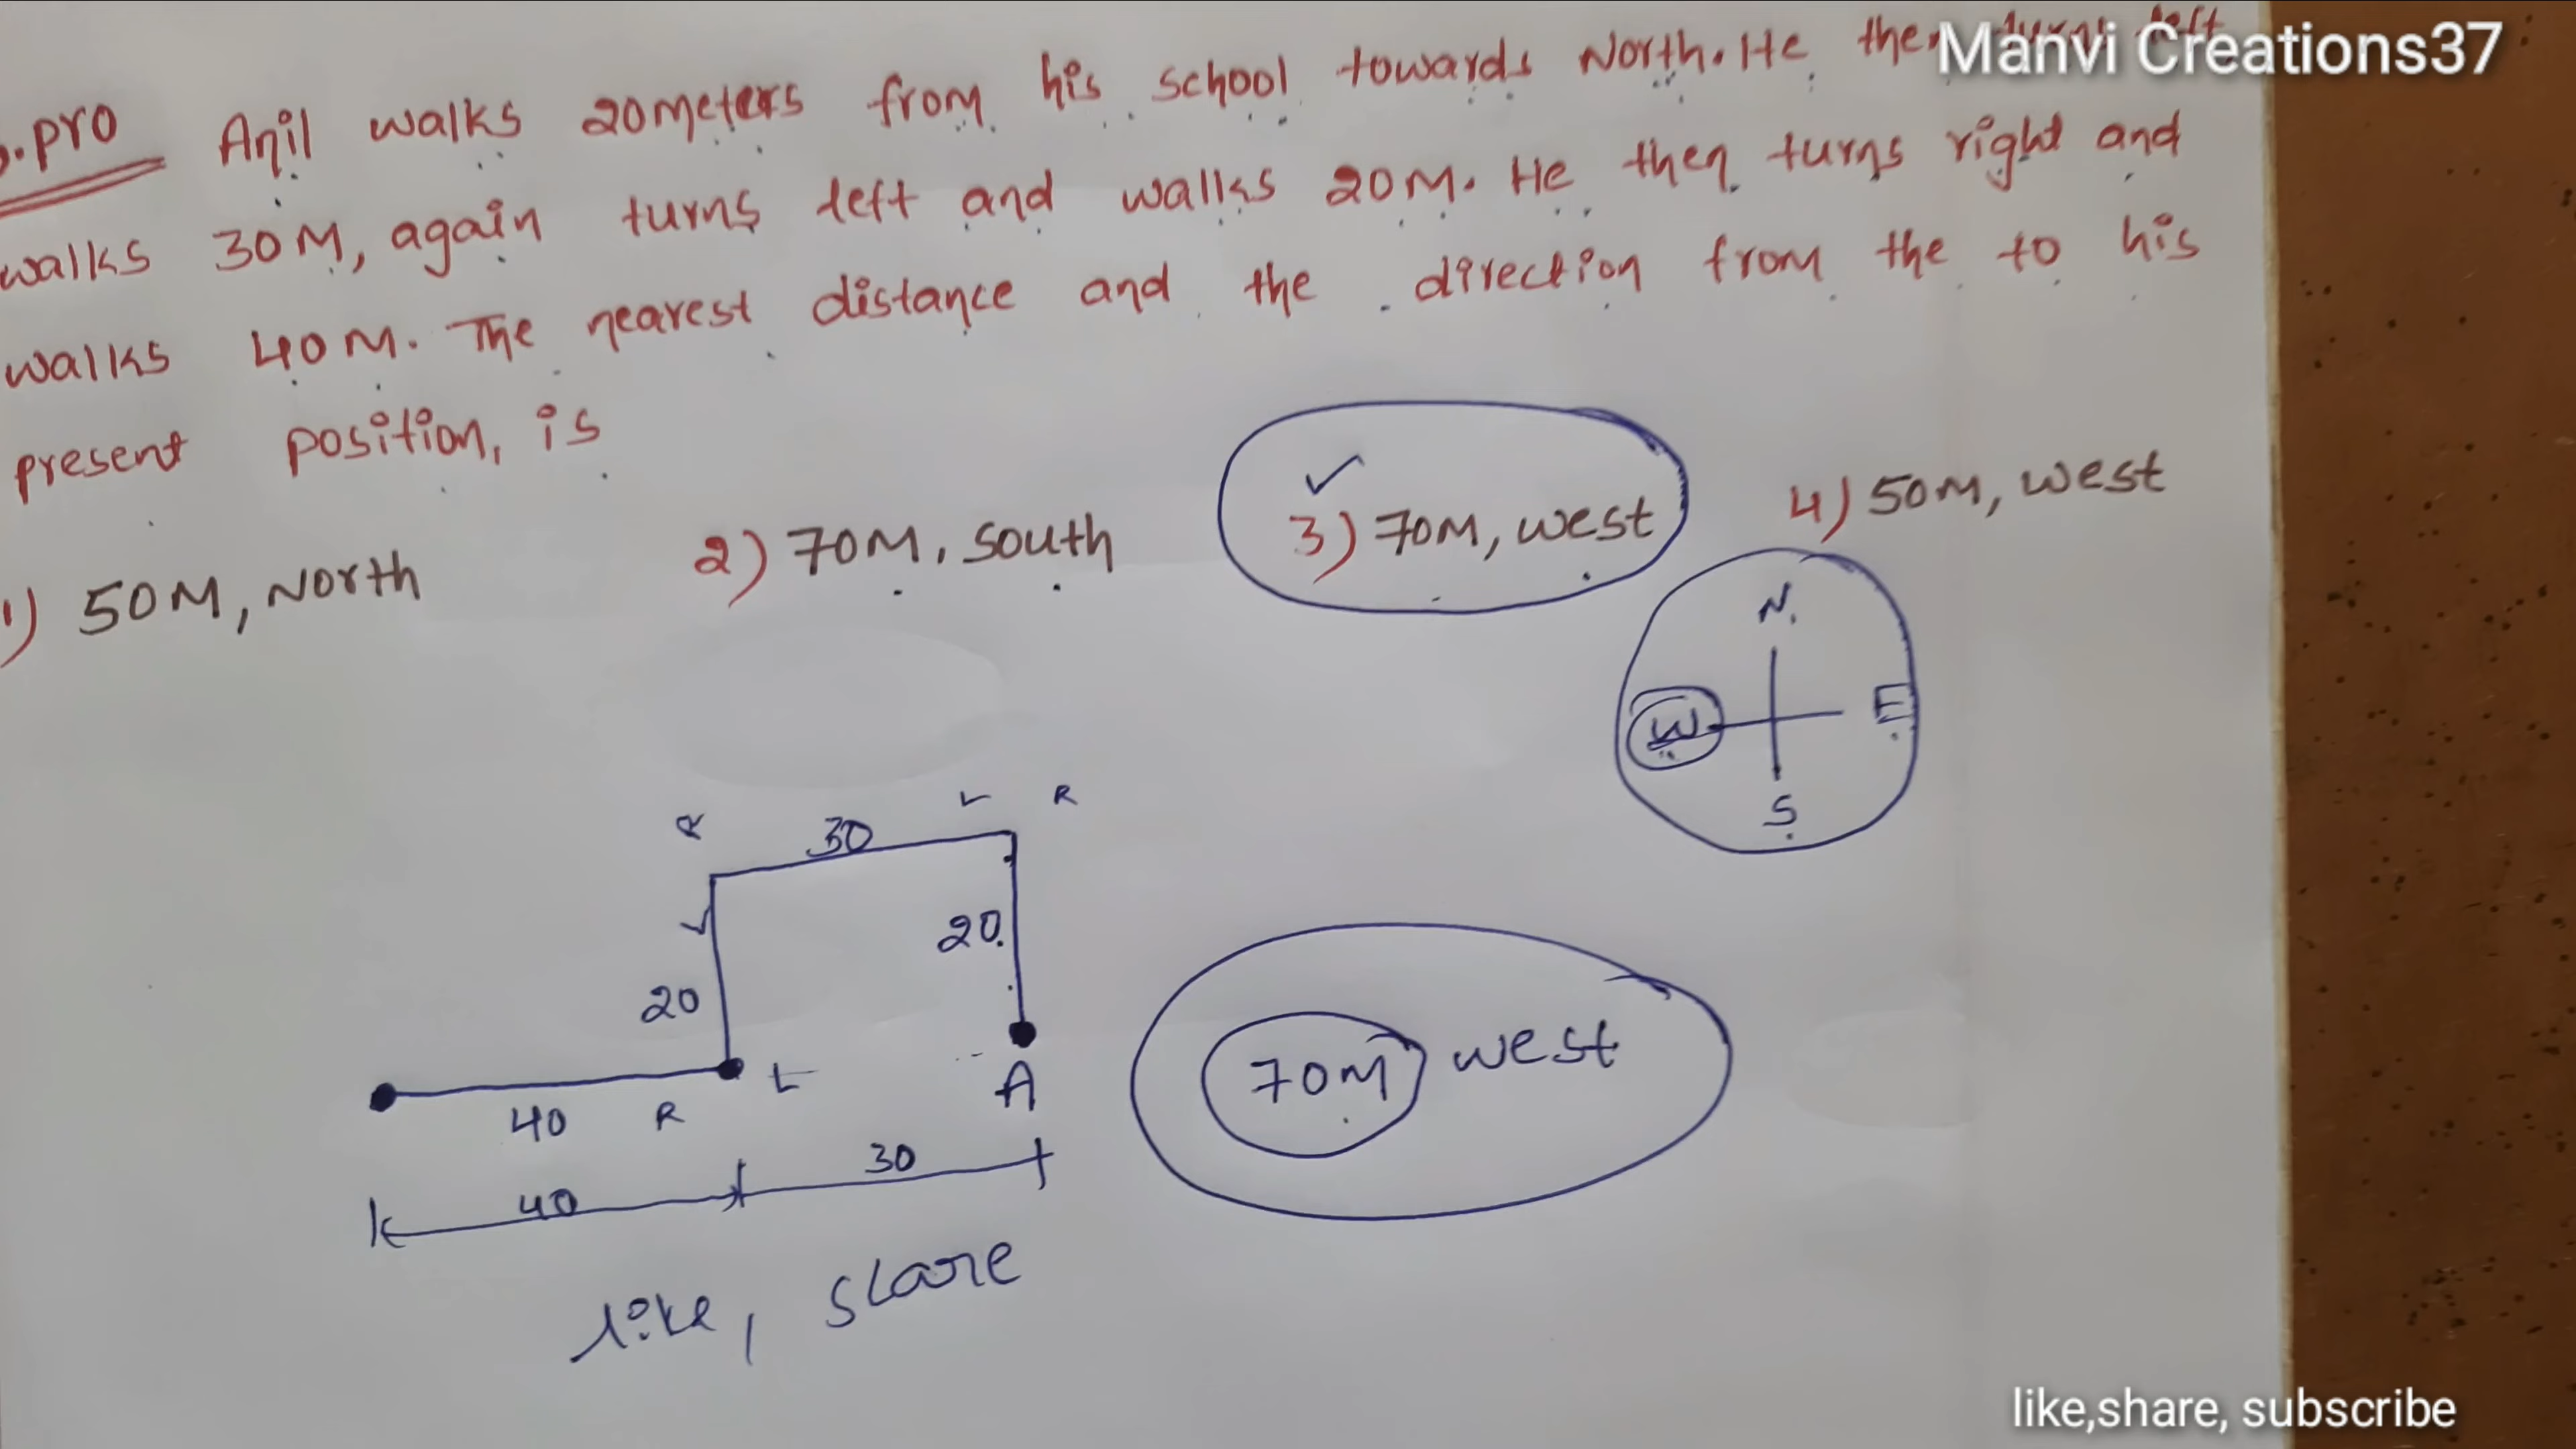 Manvi Creations37
.pro Anil walks 20meters from his school towards North. He then turns left
walks 30M, again turns left and walks 20M. He then turns right and
walks 40M. The nearest distance and the direction from the to his
present position, is
1) 50M, North 2) 70M, south 3) 70M, west 4) 50M, west
N
W E
S
30 L R
20 20
L
A
40 R
40 30
70M west
like, share
like,share, subscribe